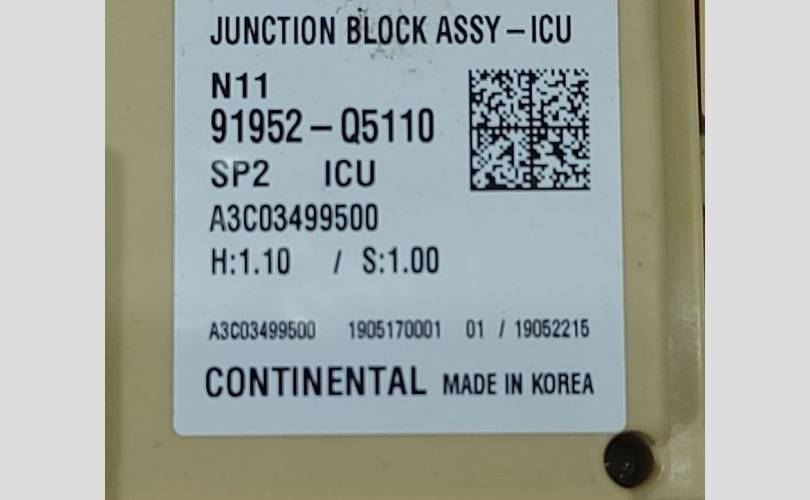 JUNCTION BLOCK ASSY-ICU
N11
91952-Q5110
SP2 ICU
A3C03499500
H:1.10 / S:1.00
A3C03499500 1905170001 01 / 19052215
CONTINENTAL MADE IN KOREA